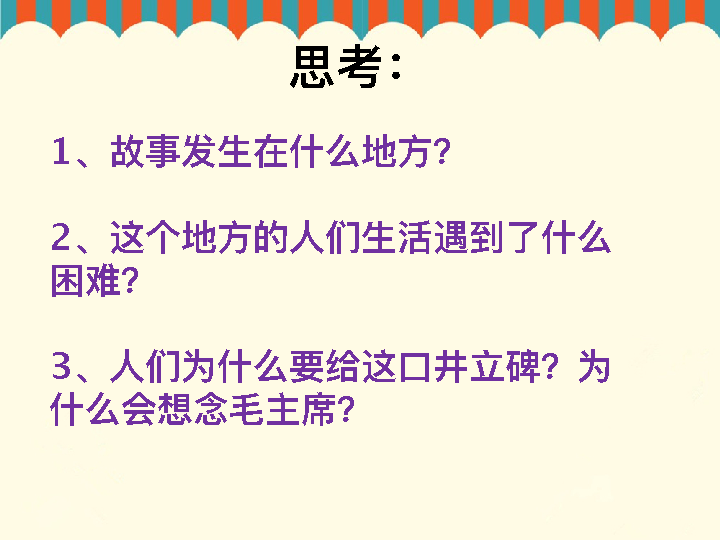 思考：
1、故事发生在什么地方？
2、这个地方的人们生活遇到了什么
困难？
3、人们为什么要给这口井立碑？为
什么会想念毛主席？